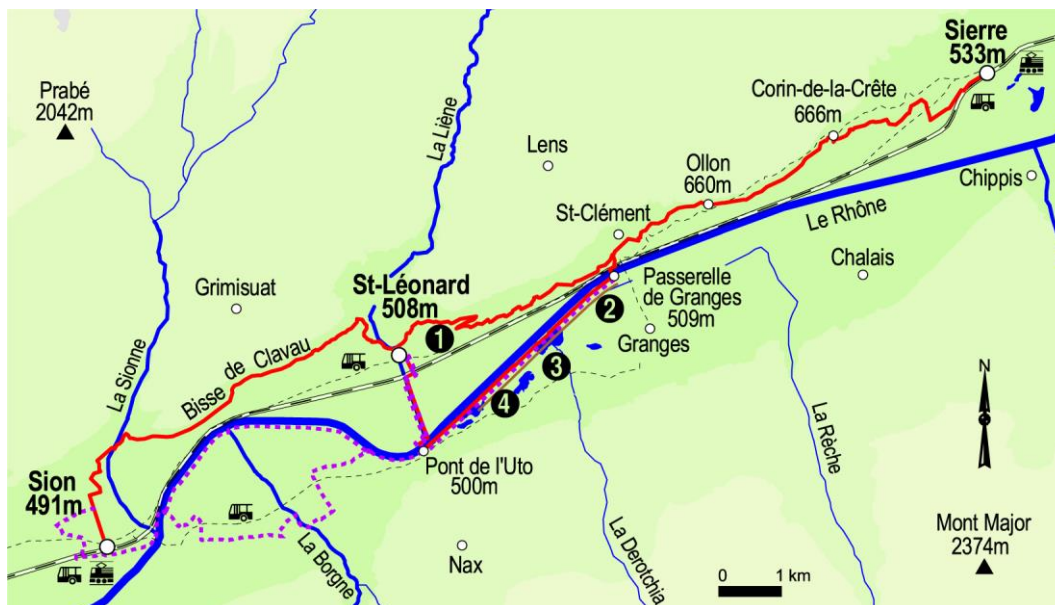 Sierre
533m
Prabé
2042m
Corin-de-la-Crête
666m
La Liène
Lens
Ollon
660m
Chippis
St-Clément
Le Rhône
Chalais
Grimisuat
St-Léonard
508m
Passerelle
de Granges
509m
La Sionne
Bisse de Clavau
1
2
Granges
3
4
N
La Rèche
Sion
491m
Pont de l'Uto
500m
La Borgne
Nax
La Derotchia
Mont Major
2374m
0 1 km